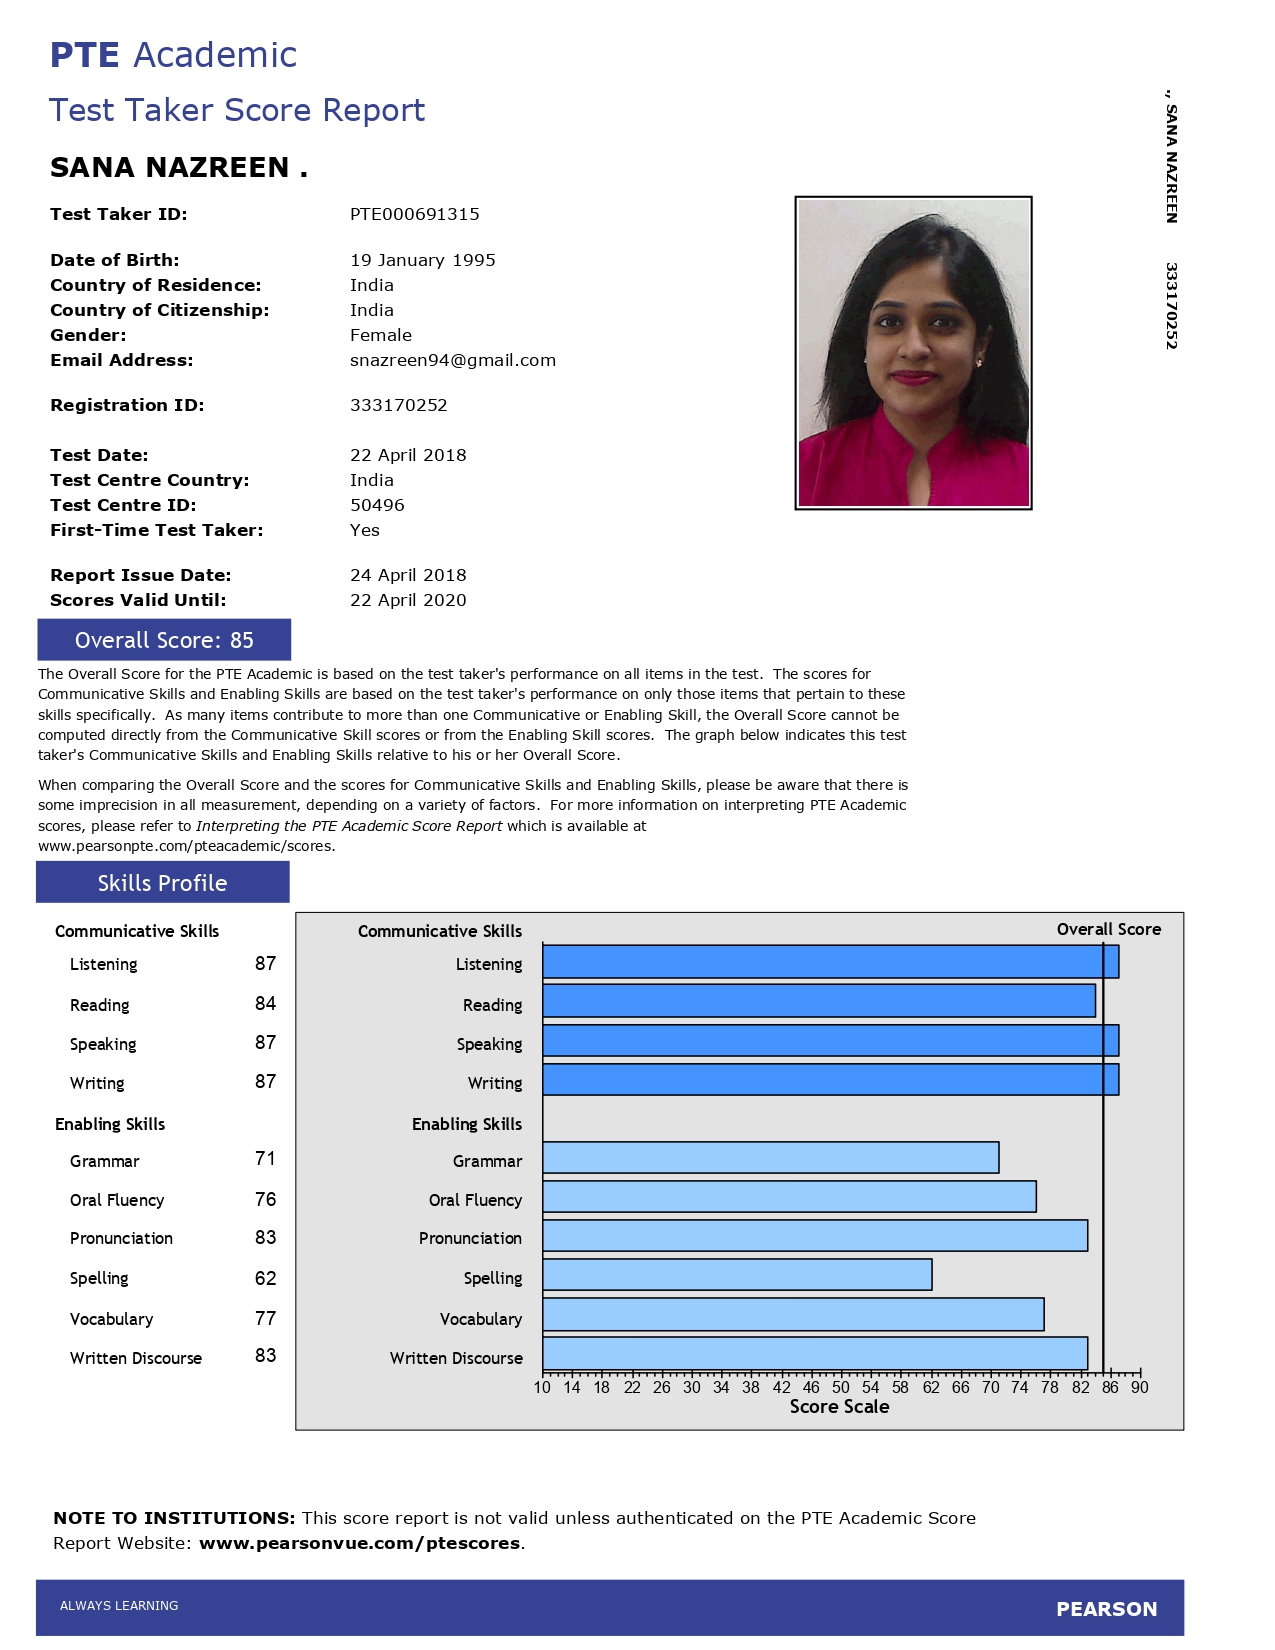 PTE Academic
Test Taker Score Report
SANA NAZREEN .
Test Taker ID: PTE000691315
Date of Birth: 19 January 1995
Country of Residence: India
Country of Citizenship: India
Gender: Female
Email Address: snazreen94@gmail.com
Registration ID: 333170252
Test Date: 22 April 2018
Test Centre Country: India
Test Centre ID: 50496
First-Time Test Taker: Yes
Report Issue Date: 24 April 2018
Scores Valid Until: 22 April 2020
., SANA NAZREEN 333170252
Overall Score: 85
The Overall Score for the PTE Academic is based on the test taker's performance on all items in the test. The scores for
Communicative Skills and Enabling Skills are based on the test taker's performance on only those items that pertain to these
skills specifically. As many items contribute to more than one Communicative or Enabling Skill, the Overall Score cannot be
computed directly from the Communicative Skill scores or from the Enabling Skill scores. The graph below indicates this test
taker's Communicative Skills and Enabling Skills relative to his or her Overall Score.
When comparing the Overall Score and the scores for Communicative Skills and Enabling Skills, please be aware that there is
some imprecision in all measurement, depending on a variety of factors. For more information on interpreting PTE Academic
scores, please refer to Interpreting the PTE Academic Score Report which is available at
www.pearsonpte.com/pteacademic/scores.
Skills Profile
Communicative Skills
Listening 87
Reading 84
Speaking 87
Writing 87
Enabling Skills
Grammar 71
Oral Fluency 76
Pronunciation 83
Spelling 62
Vocabulary 77
Written Discourse 83
Communicative Skills
Overall Score
Listening
Reading
Speaking
Writing
Enabling Skills
Grammar
Oral Fluency
Pronunciation
Spelling
Vocabulary
Written Discourse
10 14 18 22 26 30 34 38 42 46 50 54 58 62 66 70 74 78 82 86 90
Score Scale
NOTE TO INSTITUTIONS: This score report is not valid unless authenticated on the PTE Academic Score
Report Website: www.pearsonvue.com/ptescores.
ALWAYS LEARNING
PEARSON